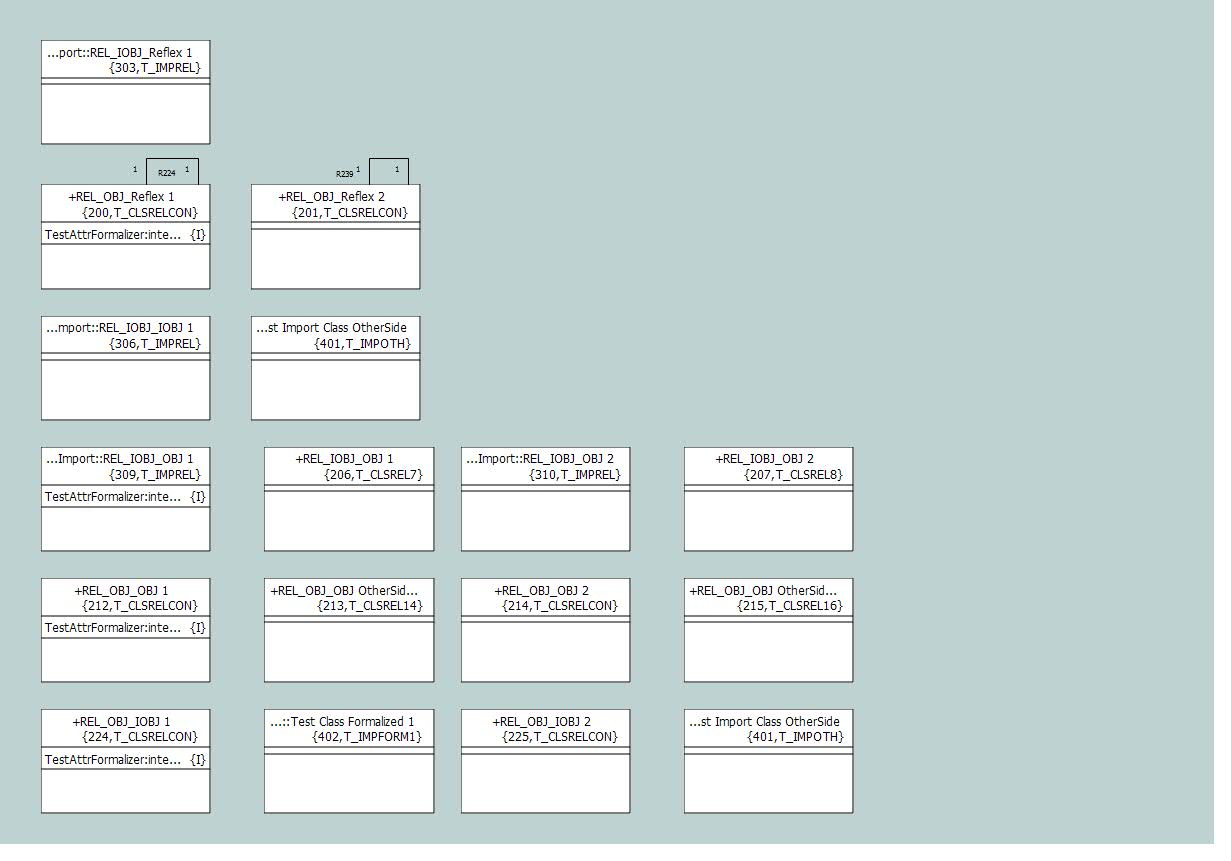 ...port::REL_IOBJ_Reflex 1
{303,T_IMPREL}
1 R224 1
R239 1 1
+REL_OBJ_Reflex 1
{200,T_CLSRELCON}
TestAttrFormalizer:inte... {I}
+REL_OBJ_Reflex 2
{201,T_CLSRELCON}
...mport::REL_IOBJ_IOBJ 1
{306,T_IMPREL}
...st Import Class OtherSide
{401,T_IMPOTH}
...Import::REL_IOBJ_OBJ 1
{309,T_IMPREL}
TestAttrFormalizer:inte... {I}
+REL_IOBJ_OBJ 1
{206,T_CLSREL7}
...Import::REL_IOBJ_OBJ 2
{310,T_IMPREL}
+REL_IOBJ_OBJ 2
{207,T_CLSREL8}
+REL_OBJ_OBJ 1
{212,T_CLSRELCON}
TestAttrFormalizer:inte... {I}
+REL_OBJ_OBJ OtherSid...
{213,T_CLSREL14}
+REL_OBJ_OBJ 2
{214,T_CLSRELCON}
+REL_OBJ_OBJ OtherSid...
{215,T_CLSREL16}
+REL_OBJ_IOBJ 1
{224,T_CLSRELCON}
TestAttrFormalizer:inte... {I}
...::Test Class Formalized 1
{402,T_IMPFORM1}
+REL_OBJ_IOBJ 2
{225,T_CLSRELCON}
...st Import Class OtherSide
{401,T_IMPOTH}